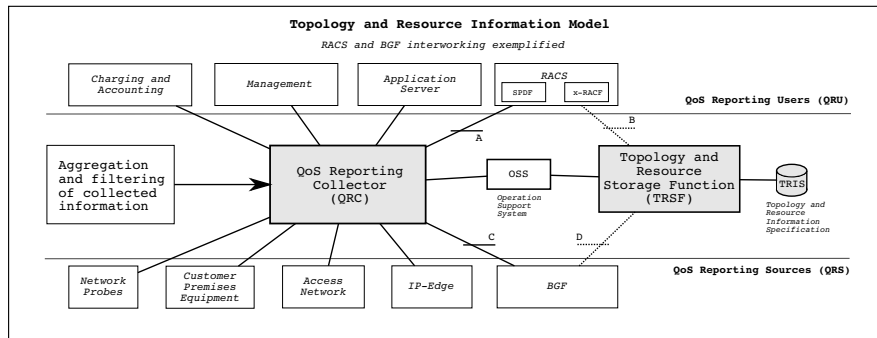 Topology and Resource Information Model
RACS and BGF interworking exemplified
Charging and
Accounting
Management
Application
Server
RACS
SPDF
x-RACF
QoS Reporting Users (QRU)
A
B
Aggregation
and filtering
of collected
information
QoS Reporting
Collector
(QRC)
OSS
Operation
Support
System
Topology and
Resource
Storage Function
(TRSF)
TRIS
Topology and
Resource
Information
Specification
C
D
QoS Reporting Sources (QRS)
Network
Probes
Customer
Premises
Equipment
Access
Network
IP-Edge
BGF